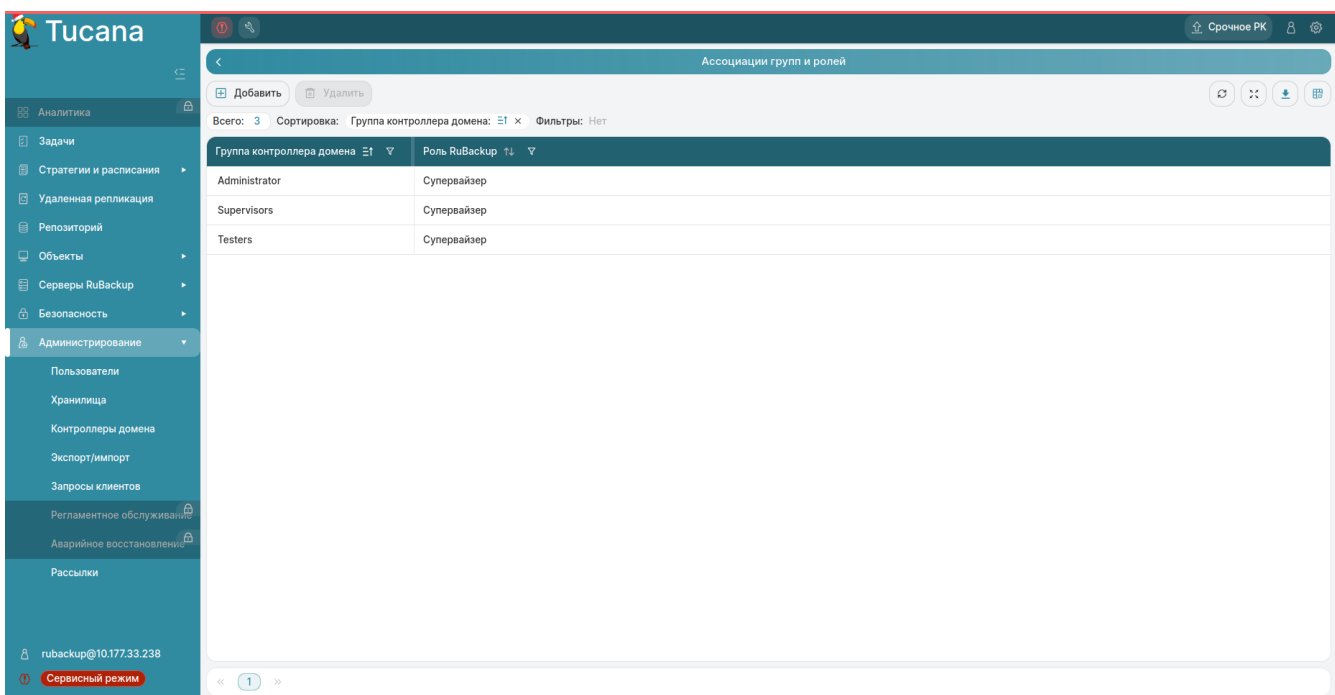 Tucana
Срочное РК
Ассоциации групп и ролей
Добавить
Удалить
Всего: 3 Сортировка: Группа контроллера домена: Фильтры: Нет
Группа контроллера домена Роль RuBackup
Administrator Супервайзер
Supervisors Супервайзер
Testers Супервайзер
Аналитика
Задачи
Стратегии и расписания
Удаленная репликация
Репозиторий
Объекты
Серверы RuBackup
Безопасность
Администрирование
Пользователи
Хранилища
Контроллеры домена
Экспорт/импорт
Запросы клиентов
Регламентное обслуживание
Аварийное восстановление
Рассылки
rubackup@10.177.33.238
Сервисный режим
« 1 »